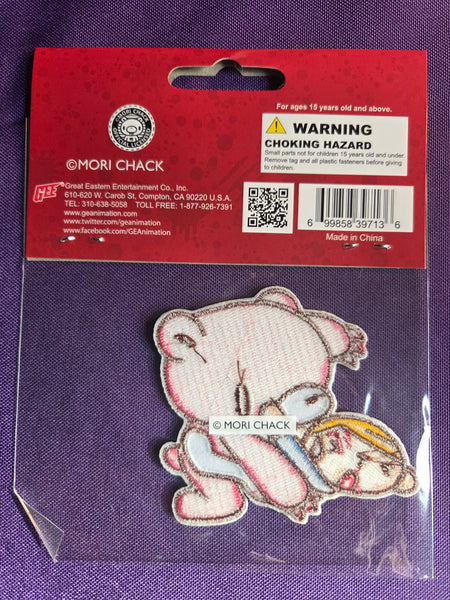 MORI CHACK
©MORI CHACK
For ages 15 years old and above.
WARNING
CHOKING HAZARD
Small parts not for children 15 years old and under.
Remove tag and all plastic fasteners before giving
to children.
GEE
Great Eastern Entertainment Co., Inc.
610-620 W. Carob St, Compton, CA 90220 U.S.A.
TEL: 310-638-5058 TOLL FREE: 1-877-926-7391
www.geanimation.com
www.twitter.com/geanimation
www.facebook.com/GEAnimation
6 99858 39713 6
Made in China
© MORI CHACK